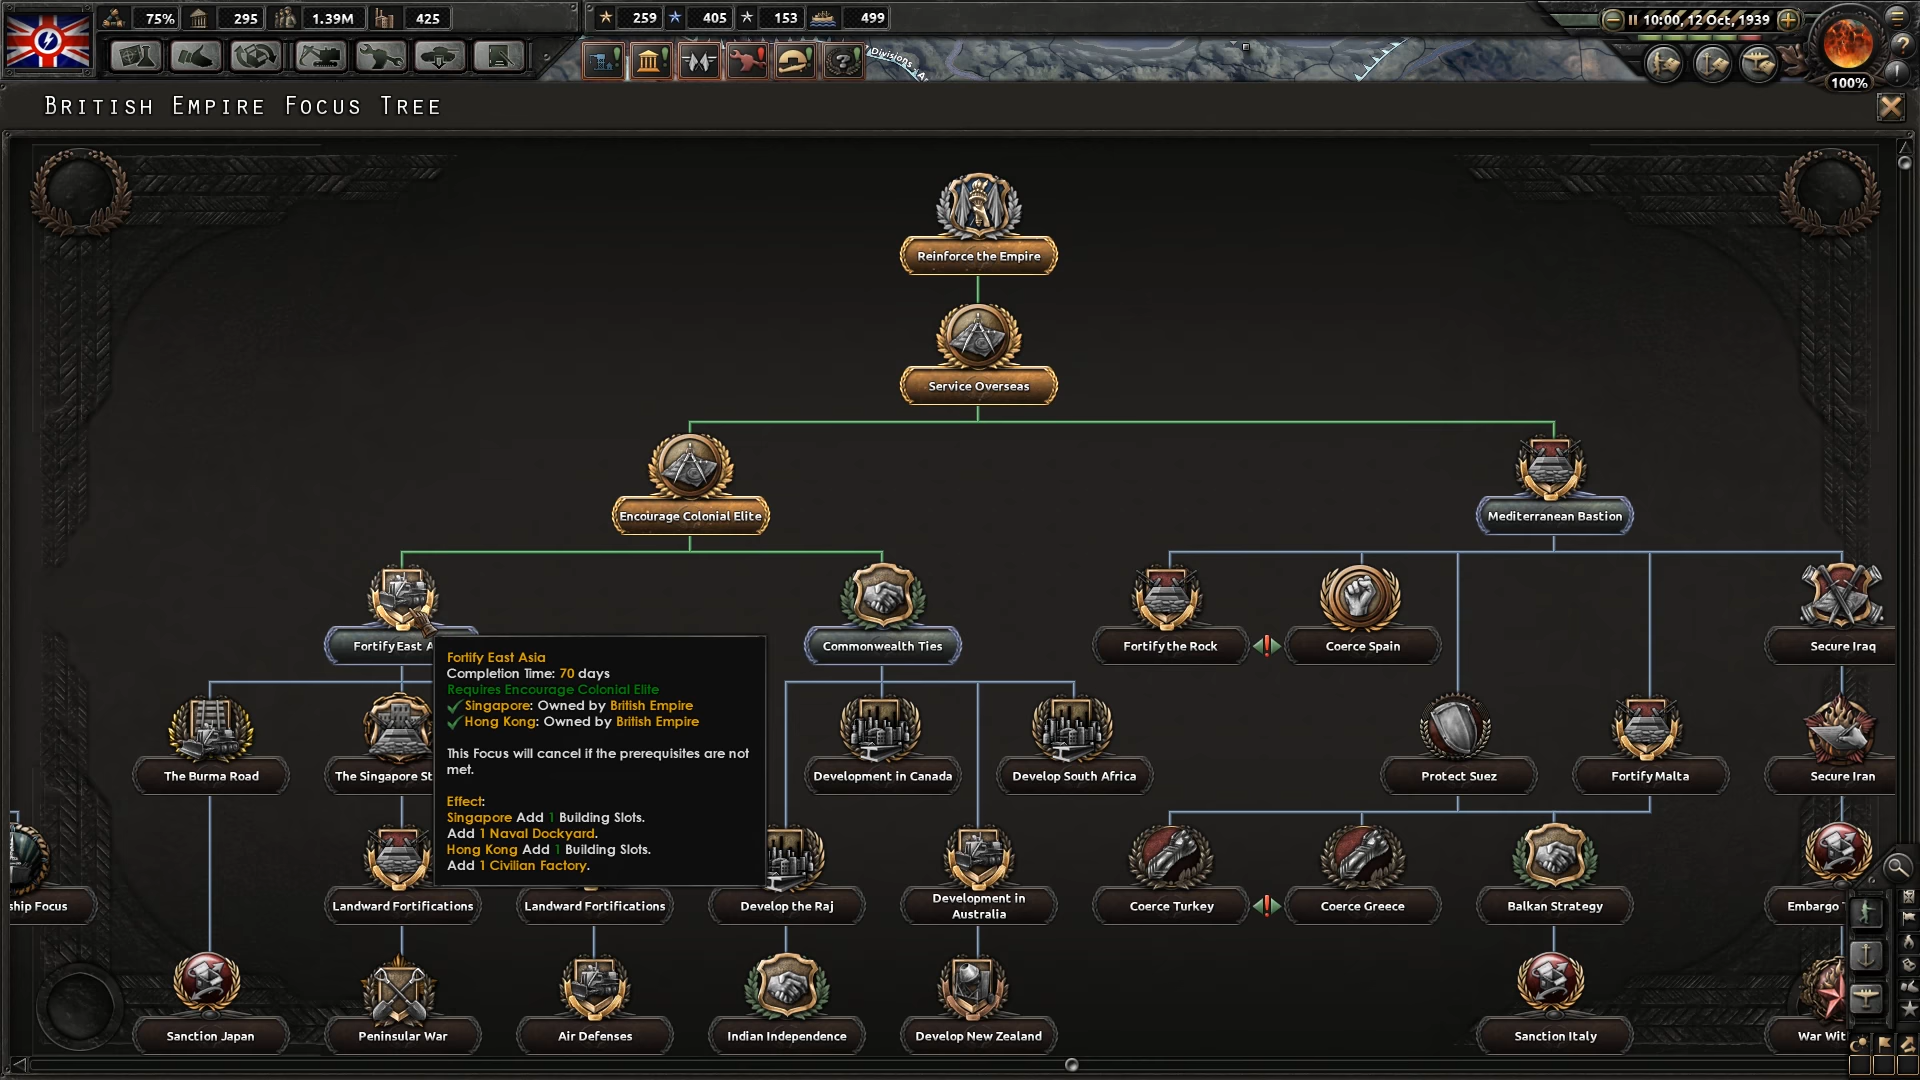 75%
295
1.39M
425
259
405
153
499
10:00, 12 Oct, 1939
100%
Divisions
BRITISH EMPIRE FOCUS TREE
Reinforce the Empire
Service Overseas
Encourage Colonial Elite
Mediterranean Bastion
Fortify East A
Commonwealth Ties
Fortify the Rock
Coerce Spain
Secure Iraq
Fortify East Asia
Completion Time: 70 days
Requires Encourage Colonial Elite
Singapore: Owned by British Empire
Hong Kong: Owned by British Empire
This Focus will cancel if the prerequisites are not
met.
Effect:
Singapore Add 1 Building Slots.
Add 1 Naval Dockyard.
Hong Kong Add 1 Building Slots.
Add 1 Civilian Factory.
The Burma Road
The Singapore St
Development in Canada
Develop South Africa
Protect Suez
Fortify Malta
Secure Iran
ship Focus
Landward Fortifications
Landward Fortifications
Develop the Raj
Development in
Australia
Coerce Turkey
Coerce Greece
Balkan Strategy
Embargo
Sanction Japan
Peninsular War
Air Defenses
Indian Independence
Develop New Zealand
Sanction Italy
War Wit